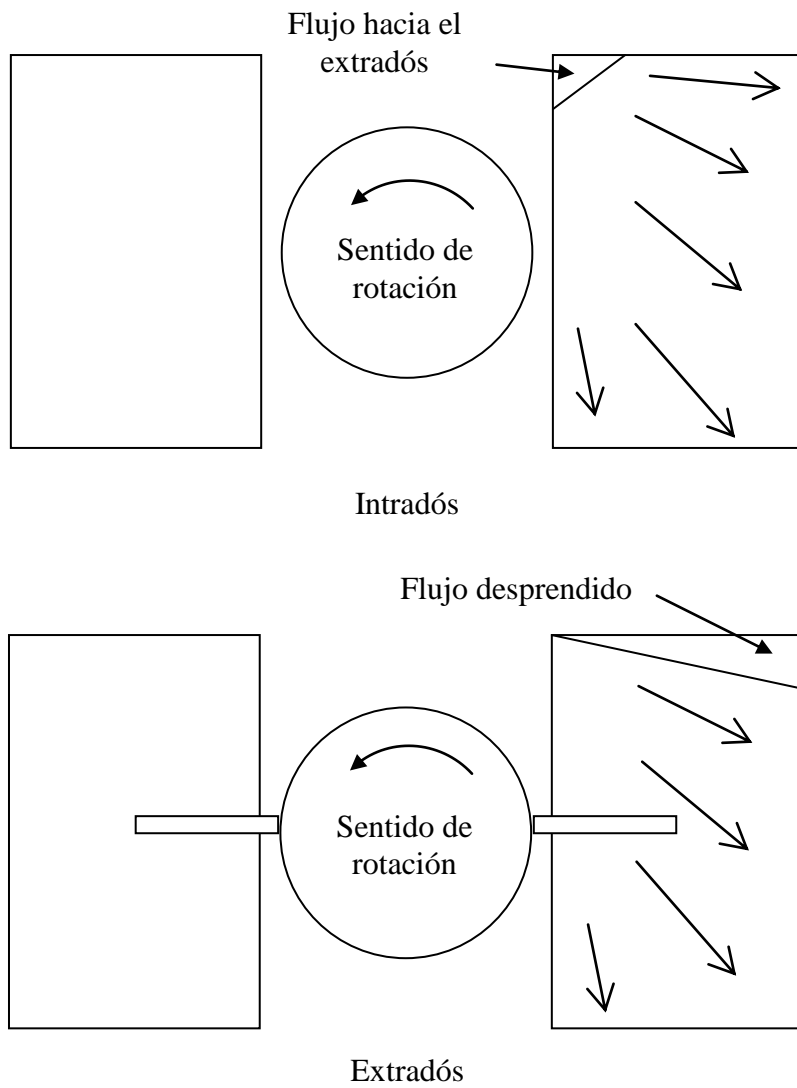 Flujo hacia el
extradós
Sentido de
rotación
Intradós
Flujo desprendido
Sentido de
rotación
Extradós